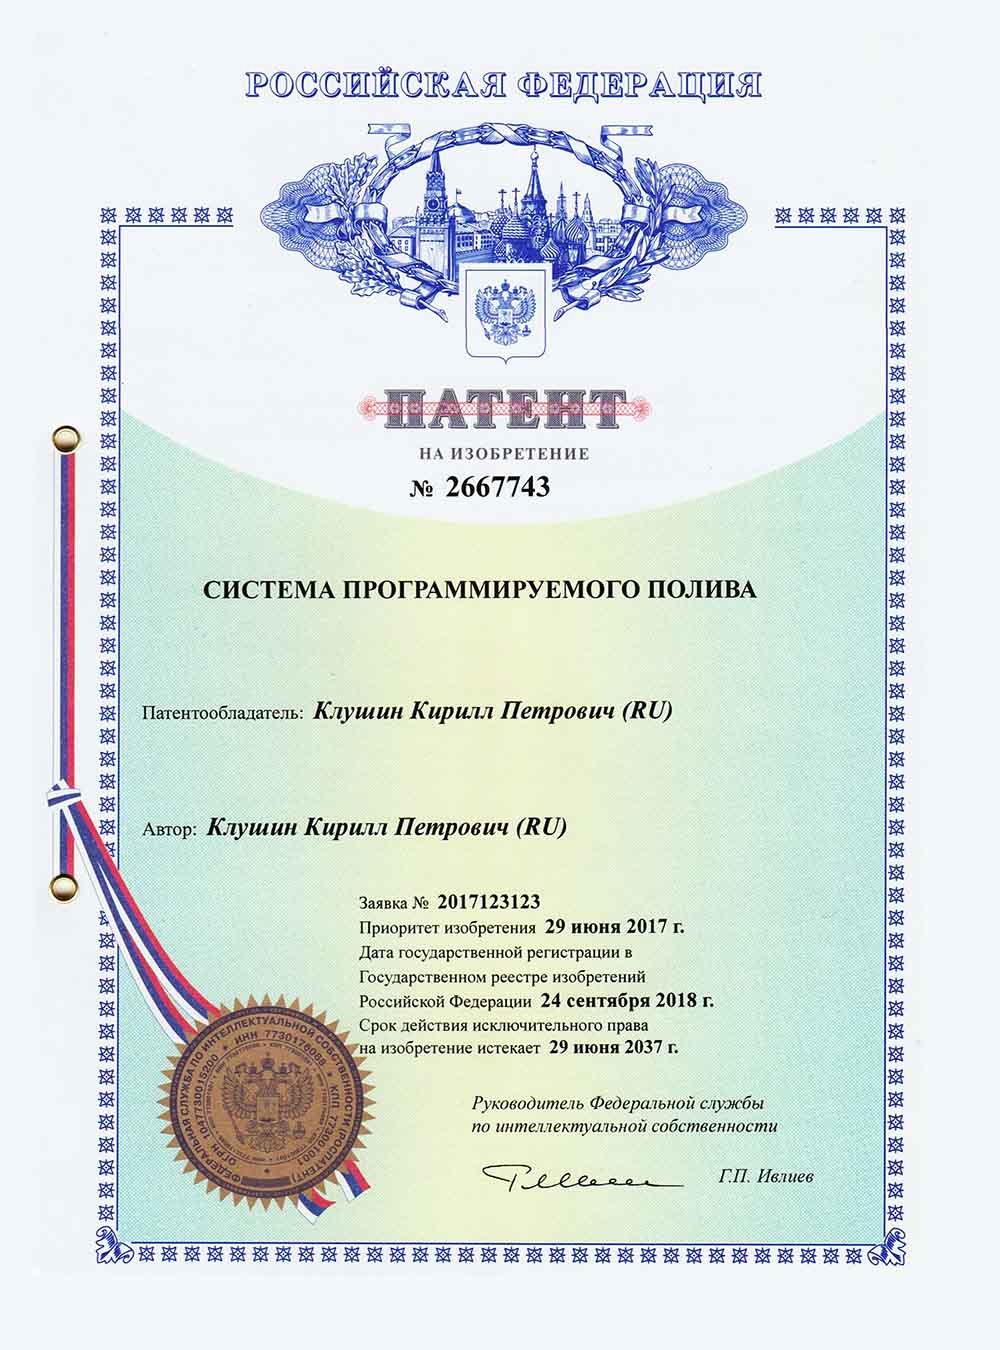 РОССИЙСКАЯ ФЕДЕРАЦИЯ
ПАТЕНТ
НА ИЗОБРЕТЕНИЕ
№ 2667743
СИСТЕМА ПРОГРАММИРУЕМОГО ПОЛИВА
Патентообладатель: Клушин Кирилл Петрович (RU)
Автор: Клушин Кирилл Петрович (RU)
Заявка № 2017123123
Приоритет изобретения 29 июня 2017 г.
Дата государственной регистрации в
Государственном реестре изобретений
Российской Федерации 24 сентября 2018 г.
Срок действия исключительного права
на изобретение истекает 29 июня 2037 г.
Руководитель Федеральной службы
по интеллектуальной собственности
Г.П. Ивлиев
ФЕДЕРАЛЬНАЯ СЛУЖБА ПО ИНТЕЛЛЕКТУАЛЬНОЙ СОБСТВЕННОСТИ (РОСПАТЕНТ)
ОГРН 1047730015200 * ИНН 7730176088 * КПП 773001001